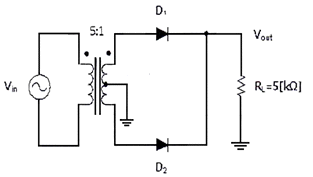 D₁
5:1
Vout
Vin
RL=5[kΩ]
D₂